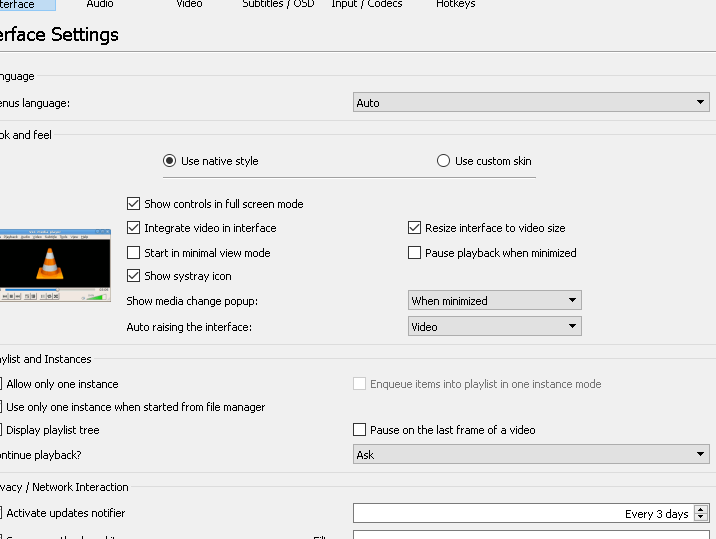 terface Audio Video Subtitles / OSD Input / Codecs Hotkeys
erface Settings
nguage
enus language: Auto
ok and feel
Use native style Use custom skin
Show controls in full screen mode
Integrate video in interface Resize interface to video size
Start in minimal view mode Pause playback when minimized
Show systray icon
Show media change popup: When minimized
Auto raising the interface: Video
aylist and Instances
Allow only one instance Enqueue items into playlist in one instance mode
Use only one instance when started from file manager
Display playlist tree Pause on the last frame of a video
ontinue playback? Ask
ivacy / Network Interaction
Activate updates notifier Every 3 days